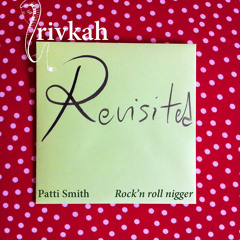 rivkah
Revisited
Patti Smith Rock'n roll nigger